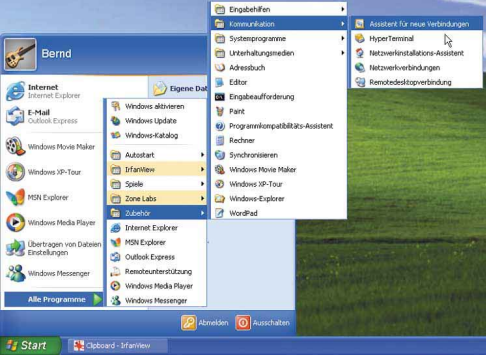 Bernd
Internet
Internet Explorer
E-Mail
Outlook Express
Windows Movie Maker
Windows XP-Tour
MSN Explorer
Windows Media Player
Übertragen von Dateien
Einstellungen
Windows Messenger
Alle Programme
Eigene Dat
Windows aktivieren
Windows Update
Windows-Katalog
Autostart
IrfanView
Spiele
Zone Labs
Zubehör
Internet Explorer
MSN Explorer
Outlook Express
Remoteunterstützung
Windows Media Player
Windows Messenger
Eingabehilfen
Kommunikation
Systemprogramme
Unterhaltungsmedien
Adressbuch
Editor
Eingabeaufforderung
Paint
Programmkompatibilitäts-Assistent
Rechner
Synchronisieren
Windows Movie Maker
Windows XP-Tour
Windows-Explorer
WordPad
Assistent für neue Verbindungen
HyperTerminal
Netzwerkinstallations-Assistent
Netzwerkverbindungen
Remotedesktopverbindung
Abmelden
Ausschalten
Start
Clipboard - IrfanView